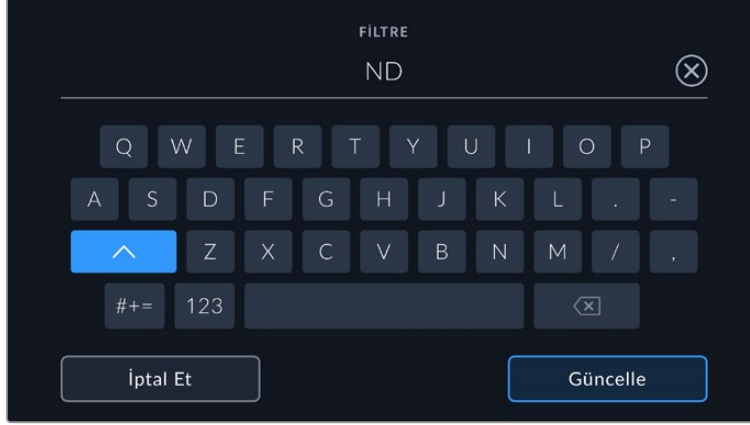 FİLTRE
ND
Q W E R T Y U I O P
A S D F G H J K L . -
Z X C V B N M / ,
#+= 123
İptal Et Güncelle